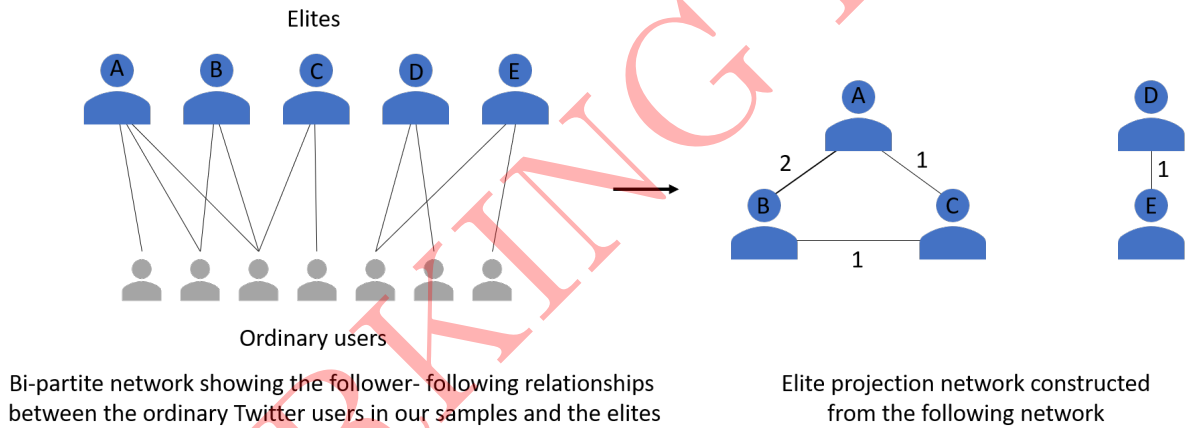 Elites
A B C D E
Ordinary users
Bi-partite network showing the follower- following relationships
between the ordinary Twitter users in our samples and the elites
A
2 1
B C
1
D
1
E
Elite projection network constructed
from the following network
RKING